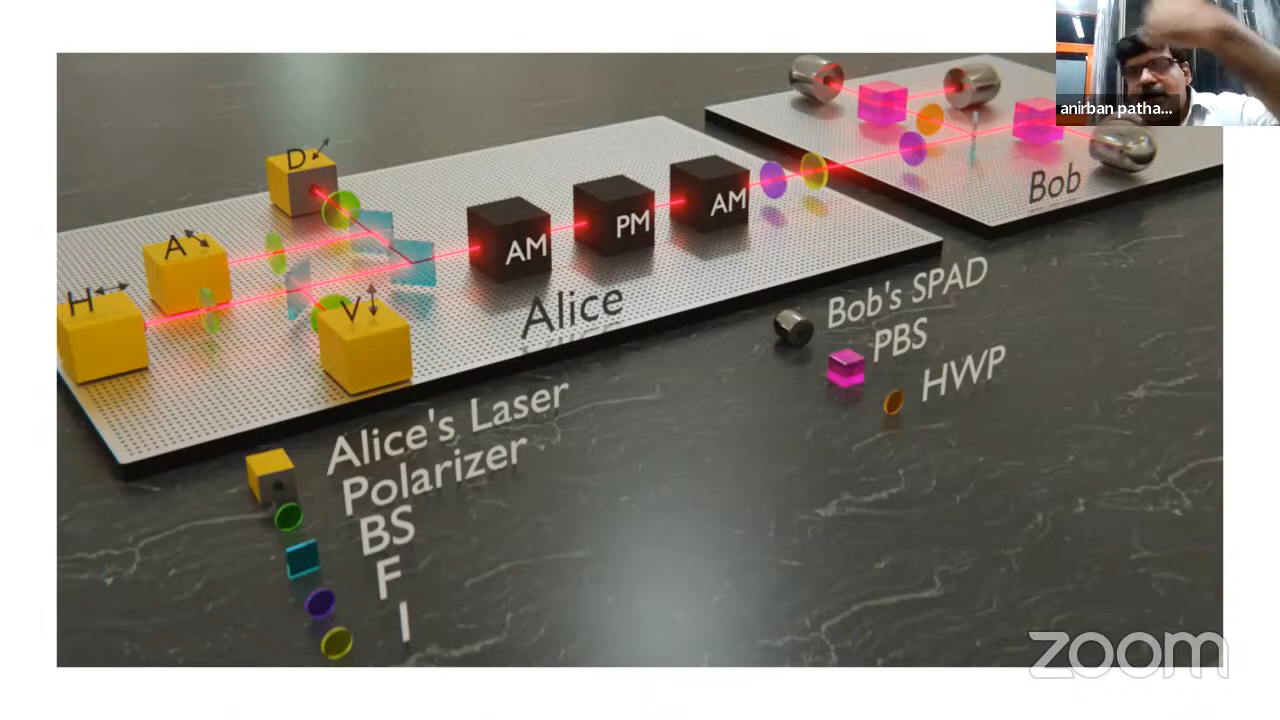 anirban patha...
D
A
H
V
AM
PM
AM
Alice
Bob
Alice's Laser
Polarizer
BS
F
I
Bob's SPAD
PBS
HWP
zoom